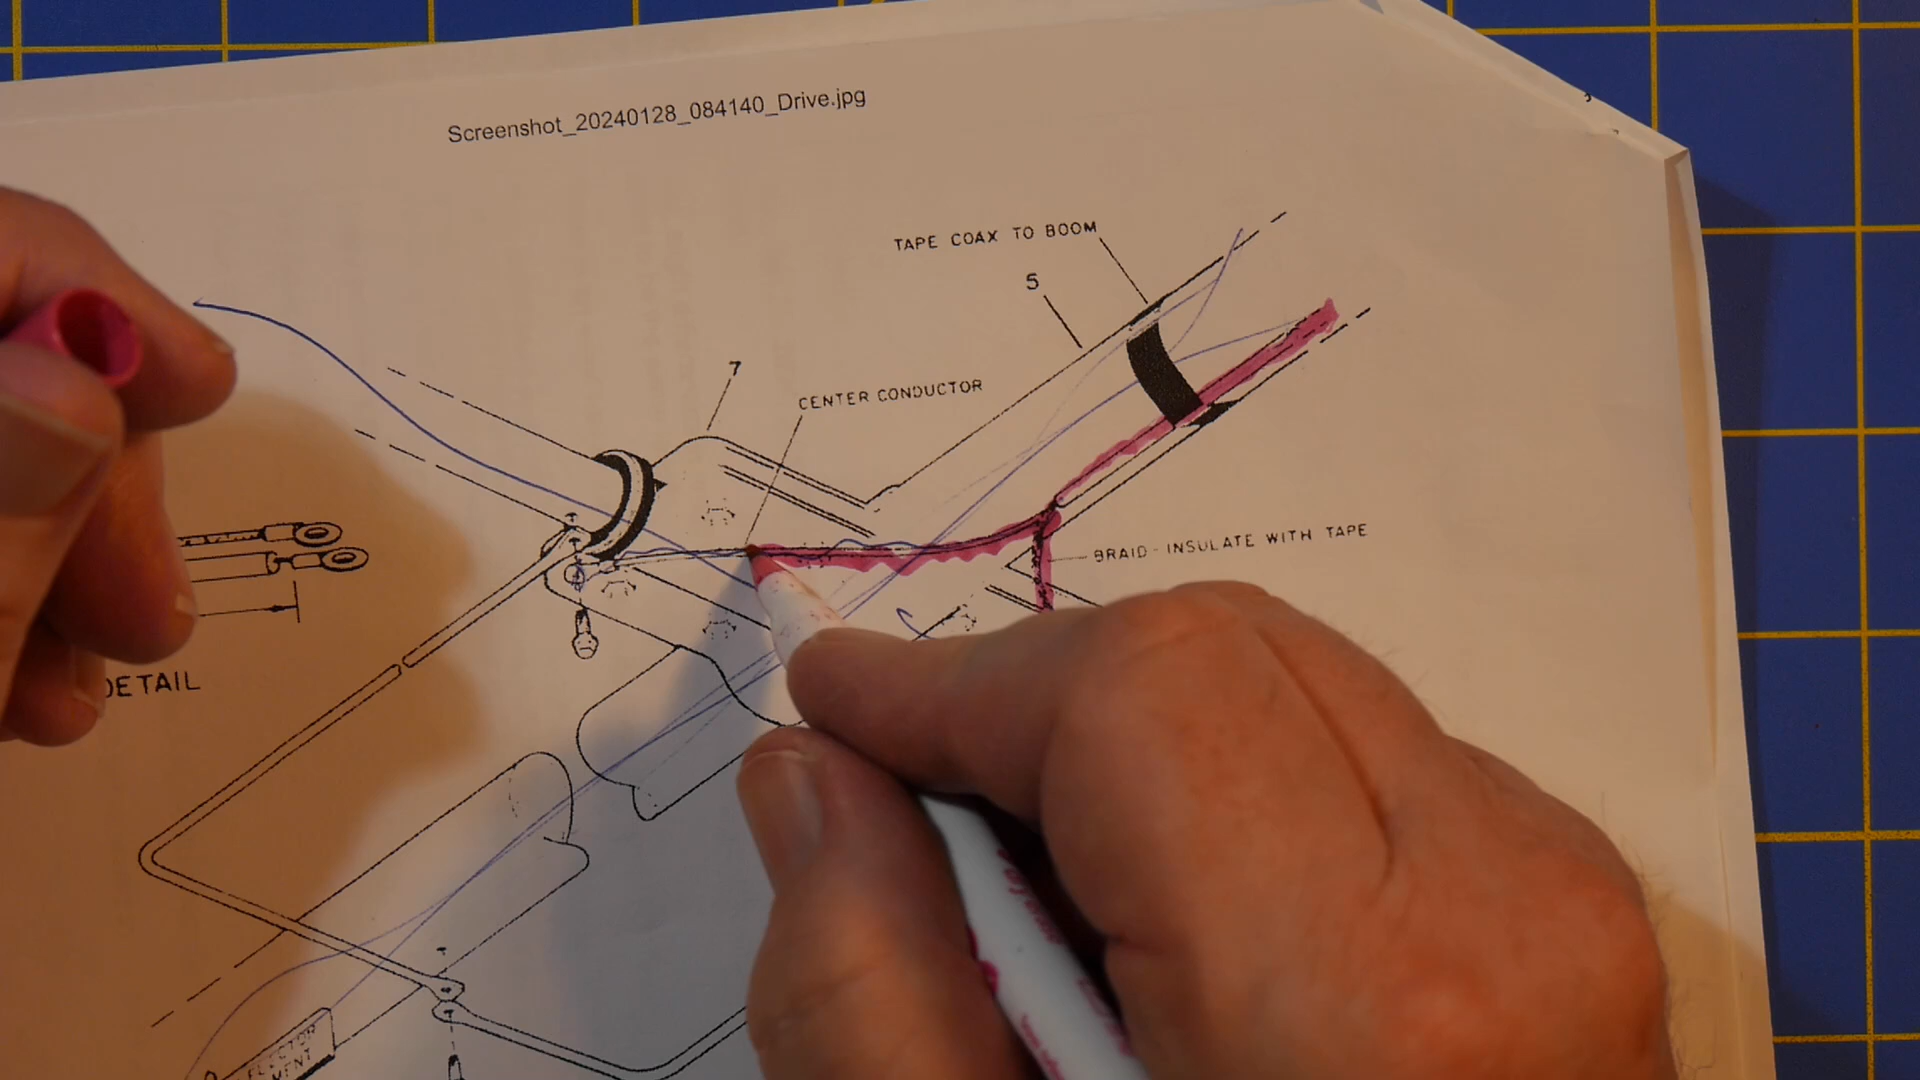 Screenshot_20240128_084140_Drive.jpg
TAPE COAX TO BOOM
5
7
CENTER CONDUCTOR
BRAID - INSULATE WITH TAPE
DETAIL